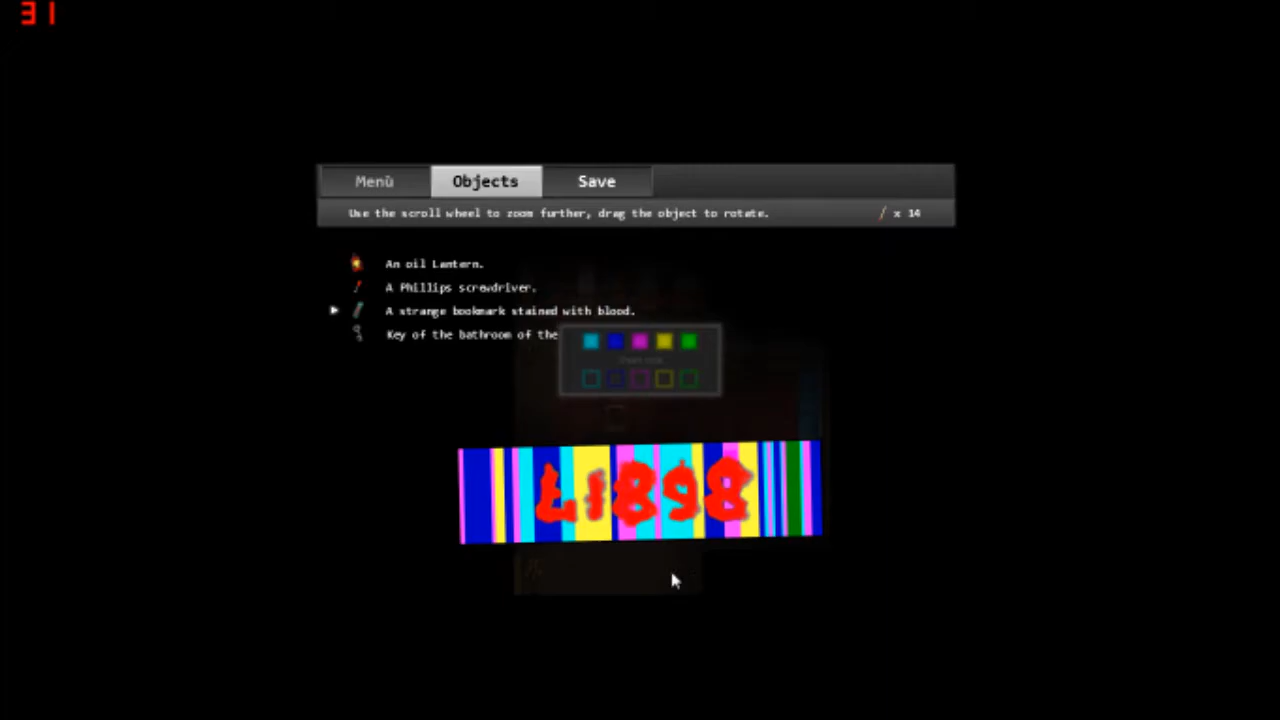 31
Menù Objects Save
Use the scroll wheel to zoom further, drag the object to rotate. / x 14
An oil Lantern.
A Phillips screwdriver.
A strange bookmark stained with blood.
Key of the bathroom of the